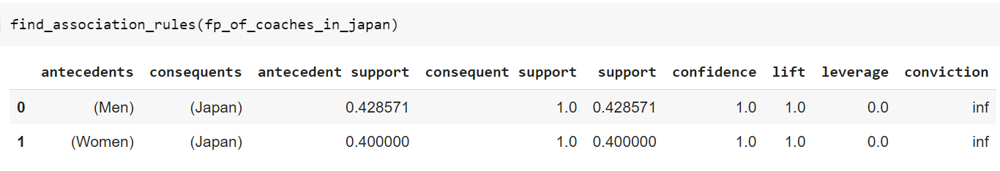 find_association_rules(fp_of_coaches_in_japan)
antecedents consequents antecedent support consequent support support confidence lift leverage conviction
0 (Men) (Japan) 0.428571 1.0 0.428571 1.0 1.0 0.0 inf
1 (Women) (Japan) 0.400000 1.0 0.400000 1.0 1.0 0.0 inf